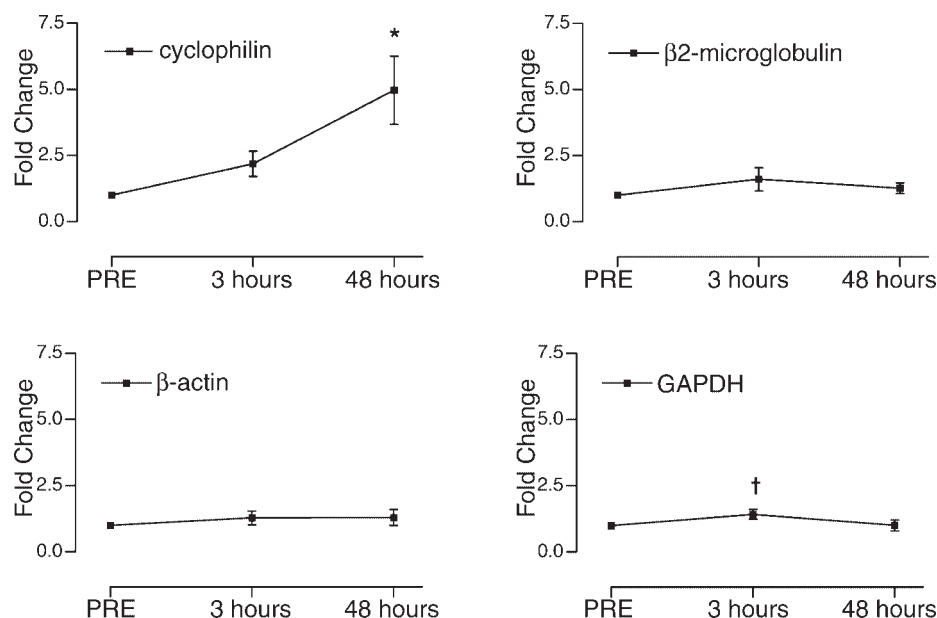 7.5
cyclophilin
*
5.0
2.5
0.0
Fold Change
PRE 3 hours 48 hours
7.5
β2-microglobulin
5.0
2.5
0.0
Fold Change
PRE 3 hours 48 hours
7.5
β-actin
5.0
2.5
0.0
Fold Change
PRE 3 hours 48 hours
7.5
GAPDH
5.0
2.5
†
0.0
Fold Change
PRE 3 hours 48 hours